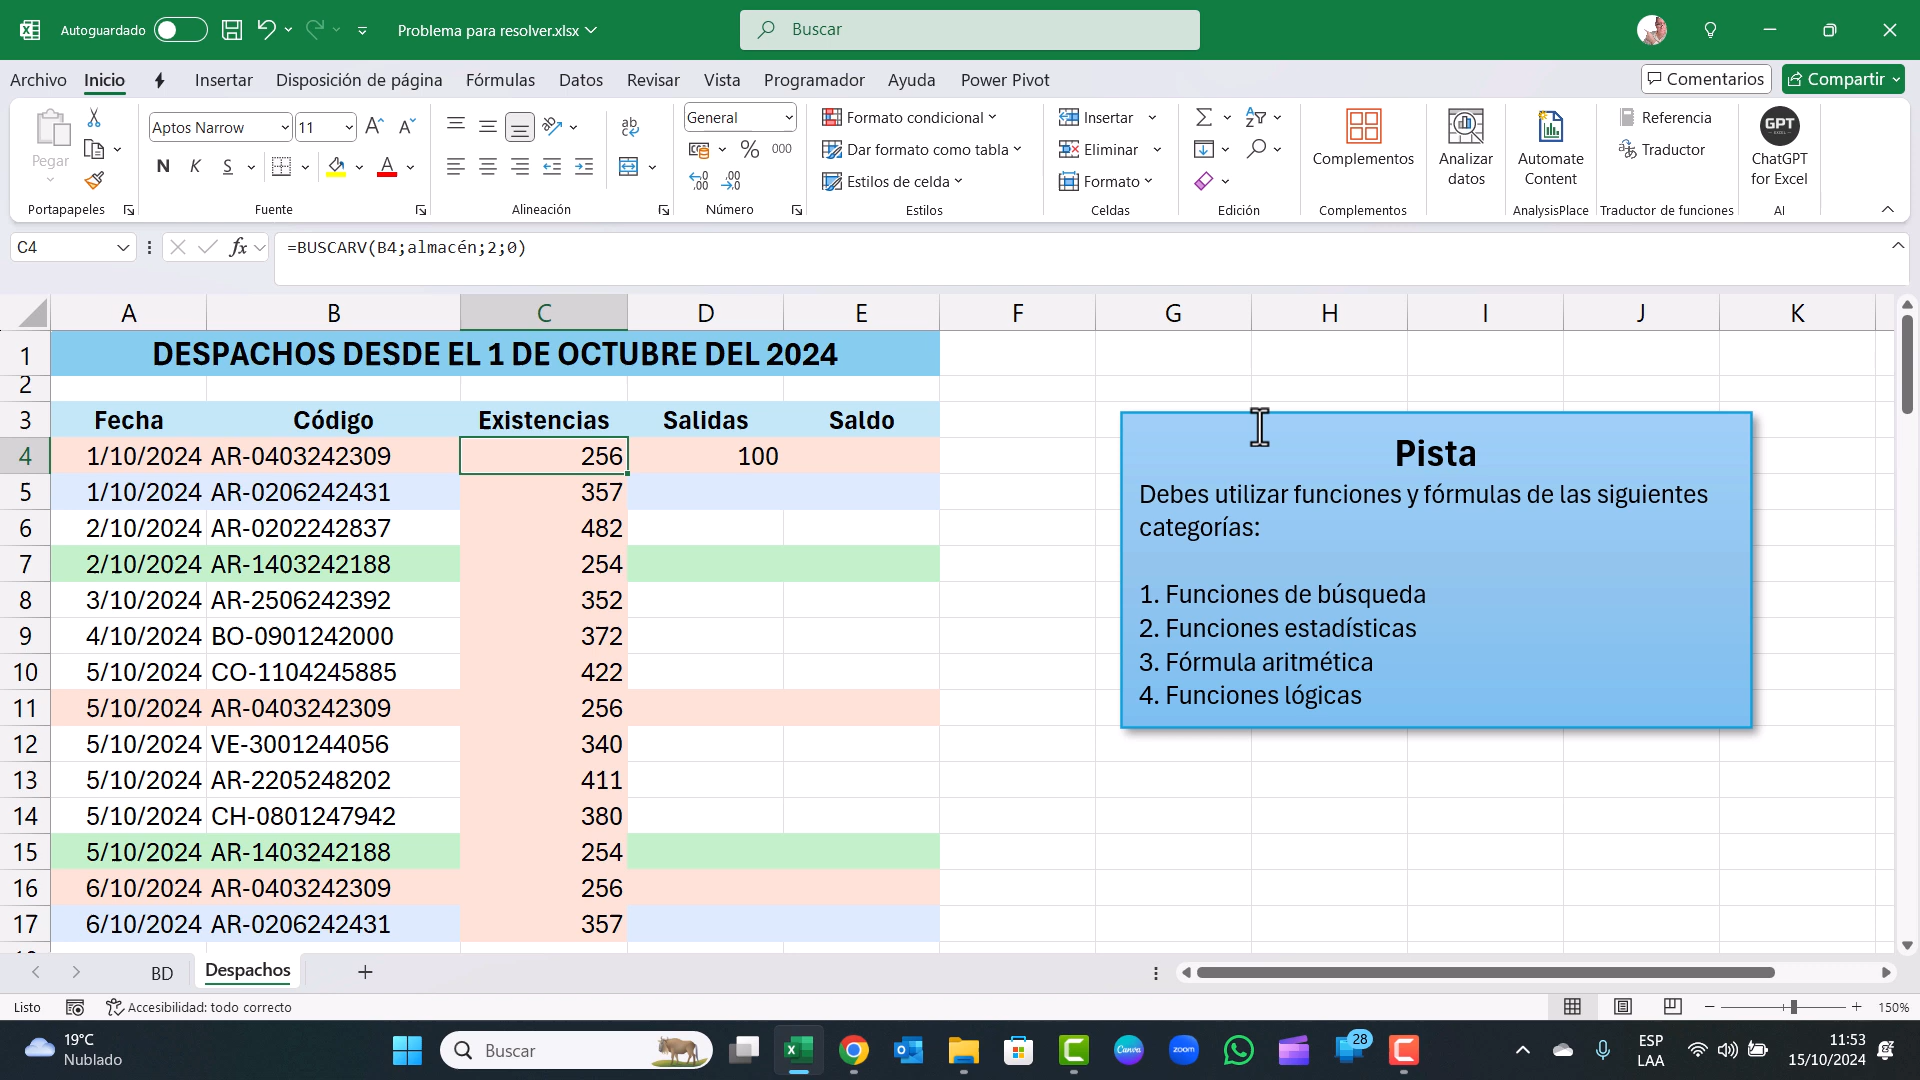 Autoguardado
Problema para resolver.xlsx
Buscar
Archivo Inicio Insertar Disposición de página Fórmulas Datos Revisar Vista Programador Ayuda Power Pivot
Comentarios Compartir
Pegar
Portapapeles
Aptos Narrow 11
N K S
Fuente
ab
Alineación
General
% 000
Número
Formato condicional
Dar formato como tabla
Estilos de celda
Estilos
Insertar
Eliminar
Formato
Celdas
Edición
Complementos
Complementos
Analizar datos
Automate Content
AnalysisPlace
Referencia
Traductor
Traductor de funciones
GPT
ChatGPT for Excel
AI
C4
fx
=BUSCARV(B4;almacén;2;0)
A B C D E F G H I J K
1 DESPACHOS DESDE EL 1 DE OCTUBRE DEL 2024
2
3 Fecha Código Existencias Salidas Saldo
4 1/10/2024 AR-0403242309 256 100
5 1/10/2024 AR-0206242431 357
6 2/10/2024 AR-0202242837 482
7 2/10/2024 AR-1403242188 254
8 3/10/2024 AR-2506242392 352
9 4/10/2024 BO-0901242000 372
10 5/10/2024 CO-1104245885 422
11 5/10/2024 AR-0403242309 256
12 5/10/2024 VE-3001244056 340
13 5/10/2024 AR-2205248202 411
14 5/10/2024 CH-0801247942 380
15 5/10/2024 AR-1403242188 254
16 6/10/2024 AR-0403242309 256
17 6/10/2024 AR-0206242431 357
Pista
Debes utilizar funciones y fórmulas de las siguientes
categorías:
1. Funciones de búsqueda
2. Funciones estadísticas
3. Fórmula aritmética
4. Funciones lógicas
BD Despachos
Listo
Accesibilidad: todo correcto
150%
19°C
Nublado
Buscar
Canva
zoom
28
ESP
LAA
11:53
15/10/2024